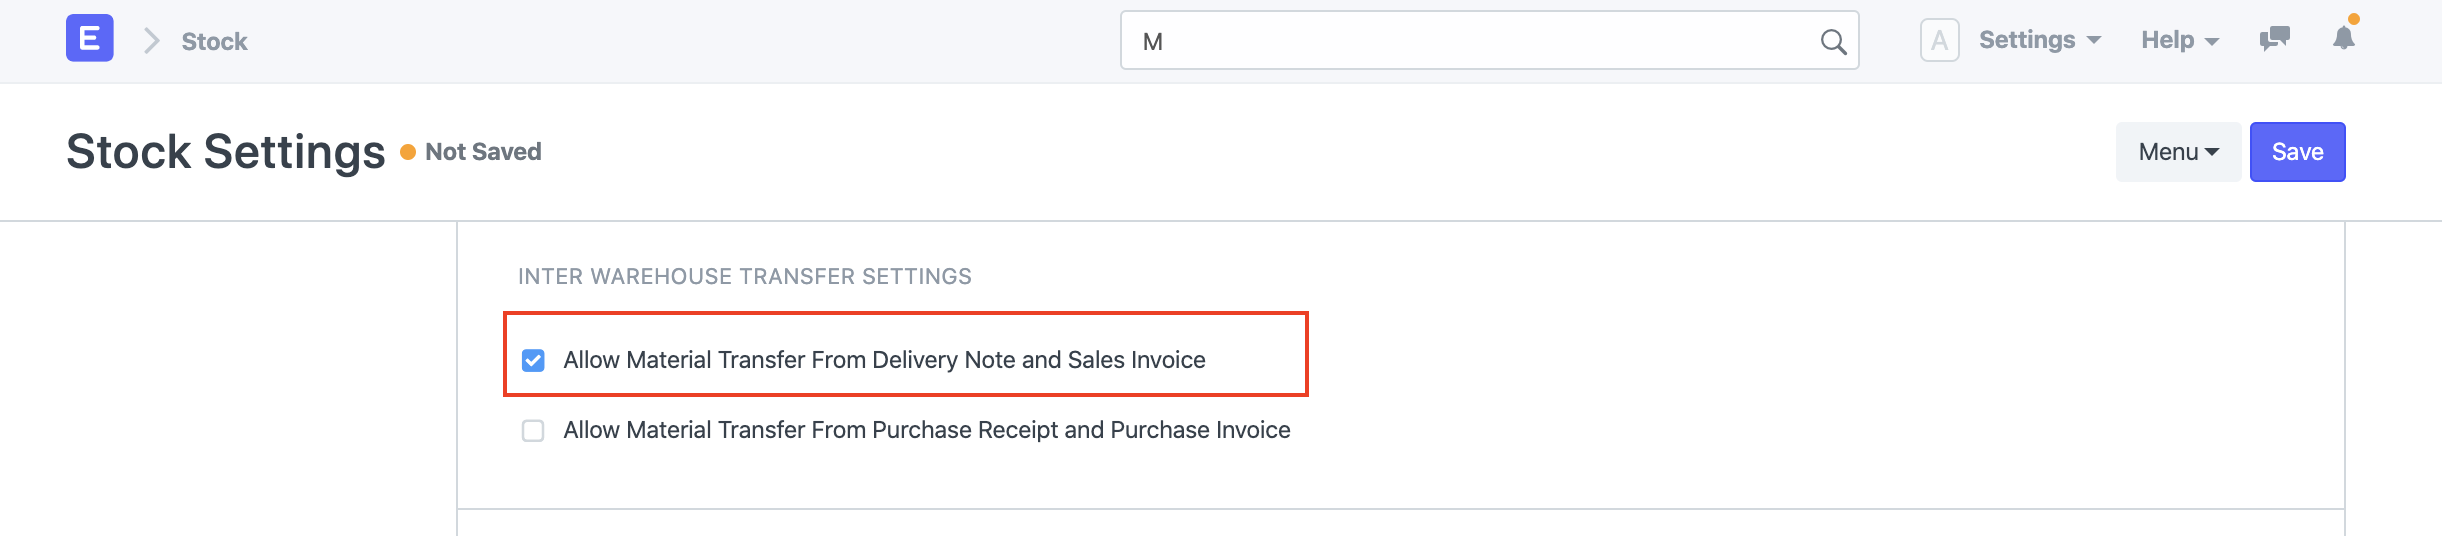 E Stock M A Settings Help
Stock Settings Not Saved Menu Save
INTER WAREHOUSE TRANSFER SETTINGS
Allow Material Transfer From Delivery Note and Sales Invoice
Allow Material Transfer From Purchase Receipt and Purchase Invoice